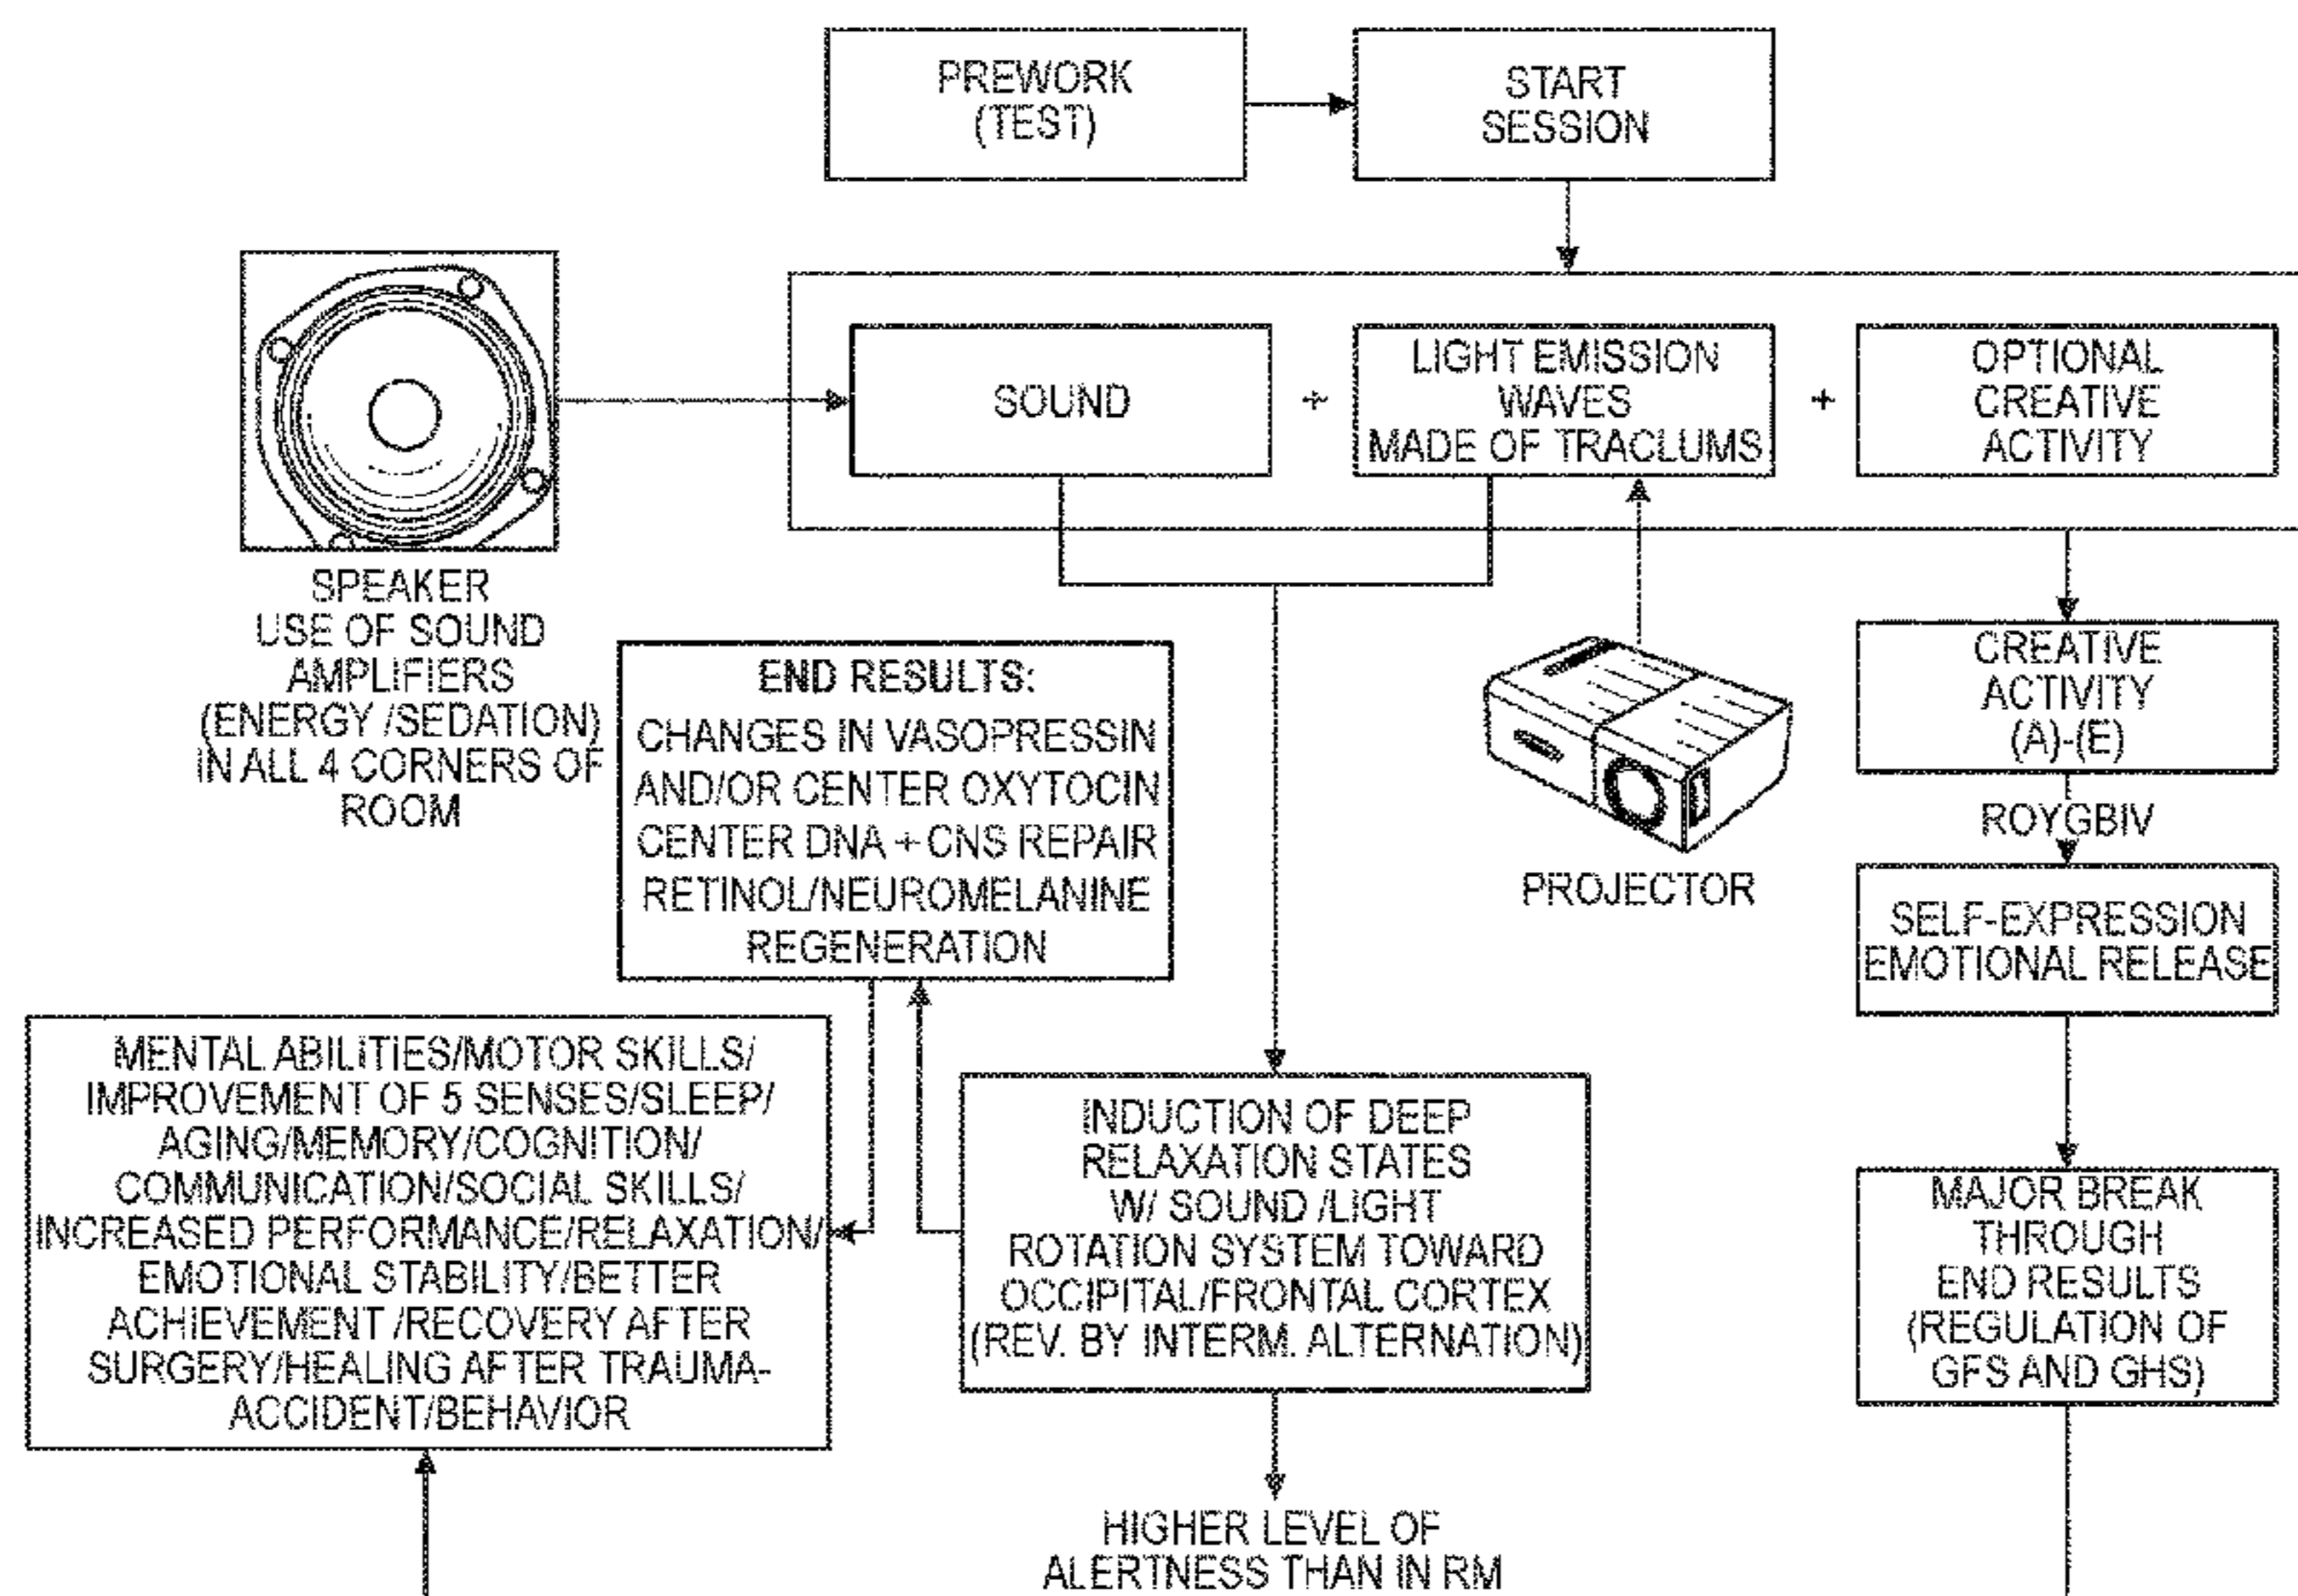 PREWORK
(TEST)
START
SESSION
SOUND
+
LIGHT EMISSION
WAVES
MADE OF TRACLUMS
+
OPTIONAL
CREATIVE
ACTIVITY
SPEAKER
USE OF SOUND
AMPLIFIERS
(ENERGY /SEDATION)
IN ALL 4 CORNERS OF
ROOM
END RESULTS:
CHANGES IN VASOPRESSIN
AND/OR CENTER OXYTOCIN
CENTER DNA + CNS REPAIR
RETINOL/NEUROMELANINE
REGENERATION
PROJECTOR
CREATIVE
ACTIVITY
(A)-(E)
ROYGBIV
SELF-EXPRESSION
EMOTIONAL RELEASE
MENTAL ABILITIES/MOTOR SKILLS/
IMPROVEMENT OF 5 SENSES/SLEEP/
AGING/MEMORY/COGNITION/
COMMUNICATION/SOCIAL SKILLS/
INCREASED PERFORMANCE/RELAXATION/
EMOTIONAL STABILITY/BETTER
ACHIEVEMENT /RECOVERY AFTER
SURGERY/HEALING AFTER TRAUMA-
ACCIDENT/BEHAVIOR
INDUCTION OF DEEP
RELAXATION STATES
W/ SOUND /LIGHT
ROTATION SYSTEM TOWARD
OCCIPITAL/FRONTAL CORTEX
(REV. BY INTERM. ALTERNATION)
MAJOR BREAK
THROUGH
END RESULTS
(REGULATION OF
GFS AND GHS)
HIGHER LEVEL OF
ALERTNESS THAN IN RM